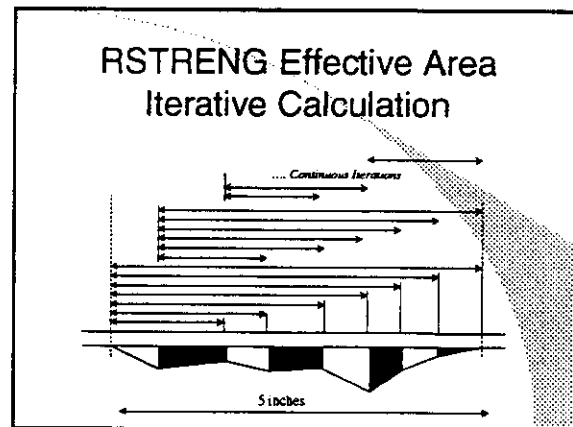 RSTRENG Effective Area
Iterative Calculation
.... Continuous Iterations
5 inches